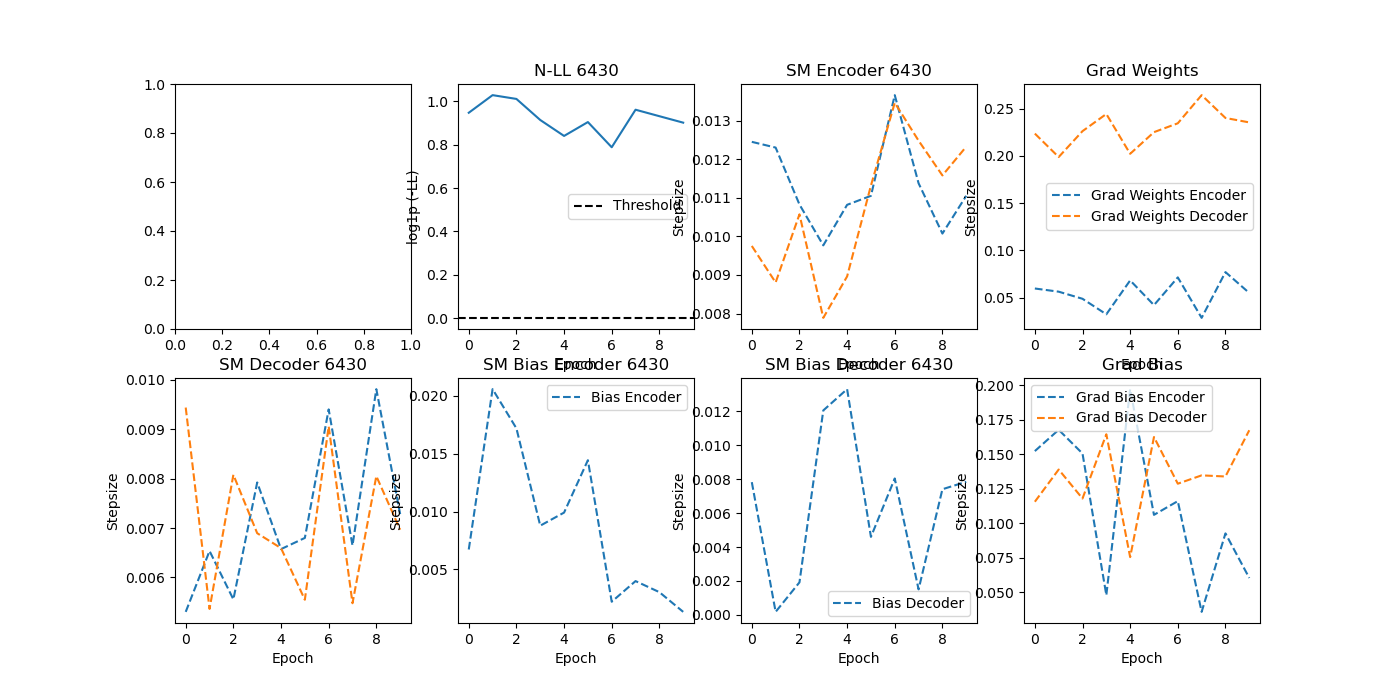 N-LL 6430
SM Encoder 6430
Grad Weights
1.0
0.8
0.6
0.4
0.2
0.0
0.0 0.2 0.4 0.6 0.8 1.0
log1p (-LL)
1.0
0.8
0.6
0.4
0.2
0.0
Threshold
0 2 4 6 8
Epoch
Stepsize
0.013
0.012
0.011
0.010
0.009
0.008
0 2 4 6 8
Epoch
Stepsize
0.25
0.20
0.15
0.10
0.05
Grad Weights Encoder
Grad Weights Decoder
0 2 4 6 8
Epoch
SM Decoder 6430
SM Bias Encoder 6430
SM Bias Decoder 6430
Grad Bias
Stepsize
0.010
0.009
0.008
0.007
0.006
0 2 4 6 8
Epoch
Stepsize
0.020
0.015
0.010
0.005
Bias Encoder
0 2 4 6 8
Epoch
Stepsize
0.012
0.010
0.008
0.006
0.004
0.002
0.000
Bias Decoder
0 2 4 6 8
Epoch
Stepsize
0.200
0.175
0.150
0.125
0.100
0.075
0.050
Grad Bias Encoder
Grad Bias Decoder
0 2 4 6 8
Epoch